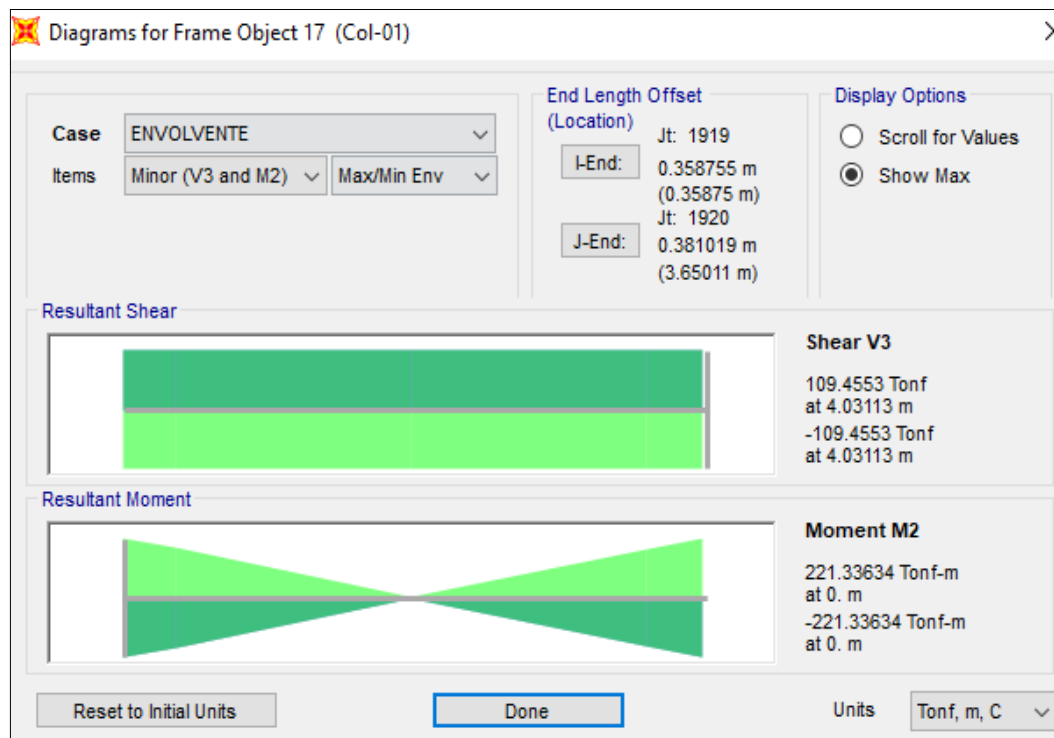 Diagrams for Frame Object 17 (Col-01)
Case ENVOLVENTE
Items Minor (V3 and M2) Max/Min Env
End Length Offset
(Location)
Jt: 1919
I-End: 0.358755 m
(0.35875 m)
Jt: 1920
J-End: 0.381019 m
(3.65011 m)
Display Options
Scroll for Values
Show Max
Resultant Shear
Shear V3
109.4553 Tonf
at 4.03113 m
-109.4553 Tonf
at 4.03113 m
Resultant Moment
Moment M2
221.33634 Tonf-m
at 0. m
-221.33634 Tonf-m
at 0. m
Reset to Initial Units
Done
Units Tonf, m, C